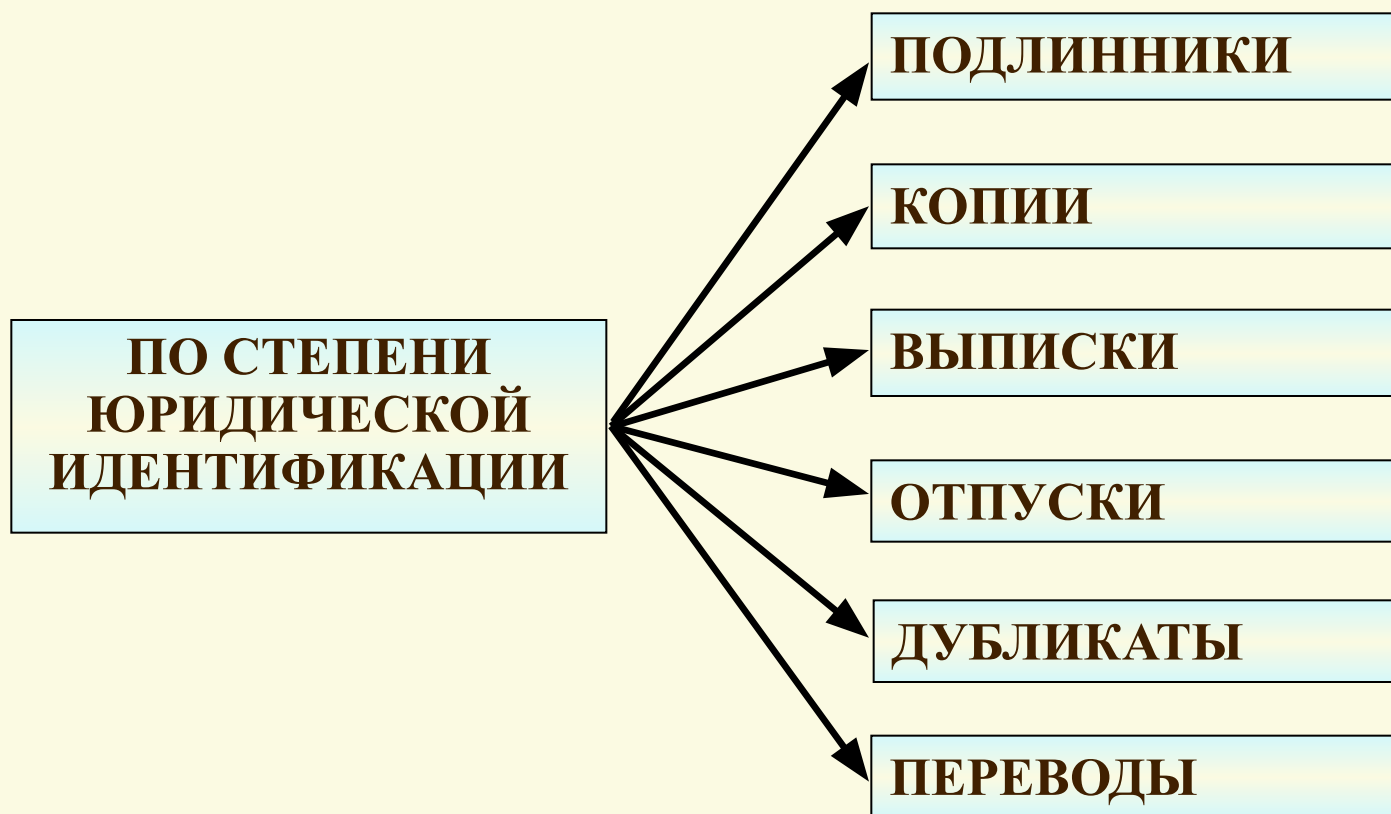 ПОДЛИННИКИ
КОПИИ
ВЫПИСКИ
ПО СТЕПЕНИ
ЮРИДИЧЕСКОЙ
ИДЕНТИФИКАЦИИ
ОТПУСКИ
ДУБЛИКАТЫ
ПЕРЕВОДЫ